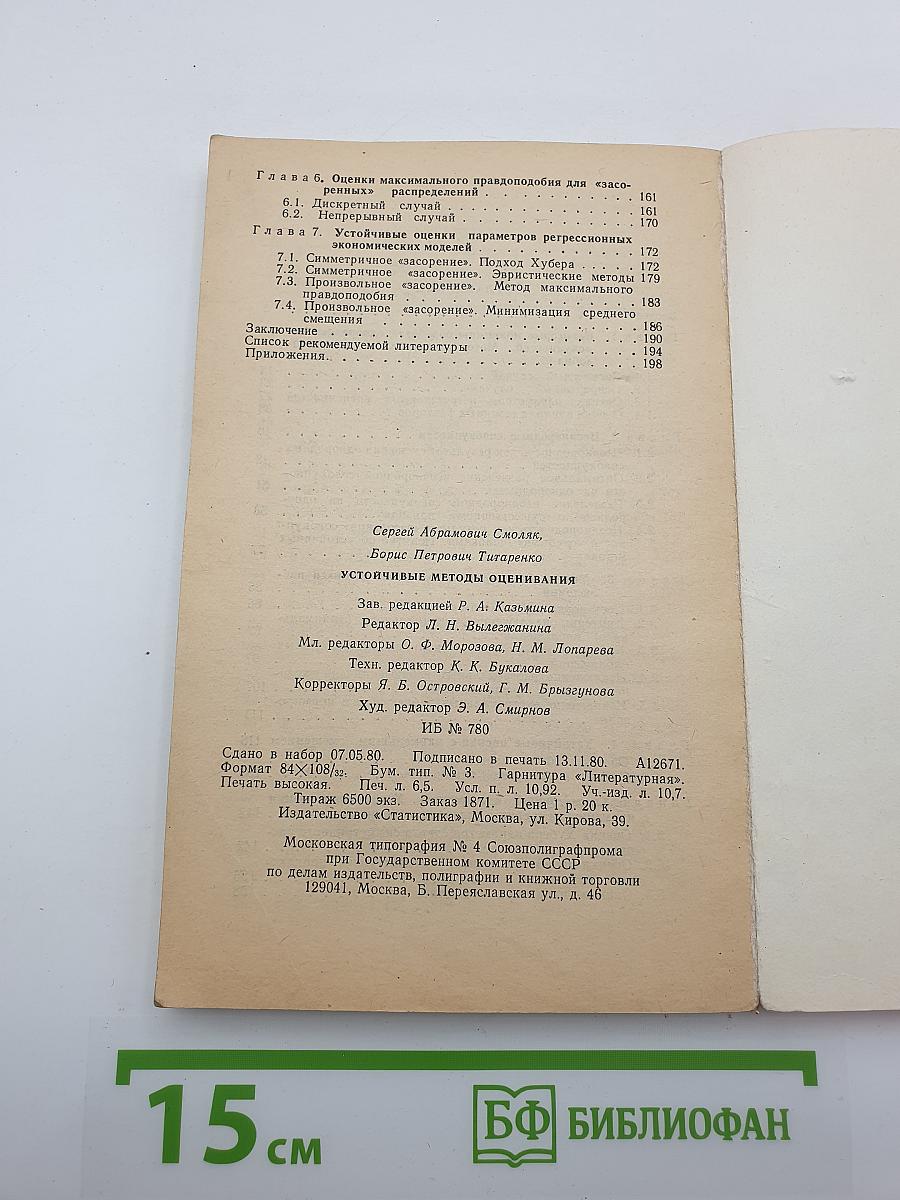 Глава 6. Оценки максимального правдоподобия для «засо-
ренных» распределений . . . . . . . . . . . . 161
6.1. Дискретный случай . . . . . . . . . . . . . . 161
6.2. Непрерывный случай . . . . . . . . . . . . . 170
Глава 7. Устойчивые оценки параметров регрессионных
экономических моделей . . . . . . . . . . . . 172
7.1. Симметричное «засорение». Подход Хубера . . . . . 172
7.2. Симметричное «засорение». Эвристические методы 179
7.3. Произвольное «засорение». Метод максимального
правдоподобия . . . . . . . . . . . . . . . . 183
7.4. Произвольное «засорение». Минимизация среднего
смещения . . . . . . . . . . . . . . . . . . 186
Заключение . . . . . . . . . . . . . . . . . . . . 190
Список рекомендуемой литературы . . . . . . . . . . . 194
Приложения. . . . . . . . . . . . . . . . . . . . . 198
Сергей Абрамович Смоляк,
Борис Петрович Титаренко
УСТОЙЧИВЫЕ МЕТОДЫ ОЦЕНИВАНИЯ
Зав. редакцией Р. А. Казьмина
Редактор Л. Н. Вылегжанина
Мл. редакторы О. Ф. Морозова, Н. М. Лопарева
Техн. редактор К. К. Букалова
Корректоры Я. Б. Островский, Г. М. Брызгунова
Худ. редактор Э. А. Смирнов
ИБ № 780
Сдано в набор 07.05.80. Подписано в печать 13.11.80. А12671.
Формат 84×108/32. Бум. тип. № 3. Гарнитура «Литературная».
Печать высокая. Печ. л. 6,5. Усл. п. л. 10,92. Уч.-изд. л. 10,7.
Тираж 6500 экз. Заказ 1871. Цена 1 р. 20 к.
Издательство «Статистика», Москва, ул. Кирова, 39.
Московская типография № 4 Союзполиграфпрома
при Государственном комитете СССР
по делам издательств, полиграфии и книжной торговли
129041, Москва, Б. Переяславская ул., д. 46
15 см
БФ БИБЛИОФАН